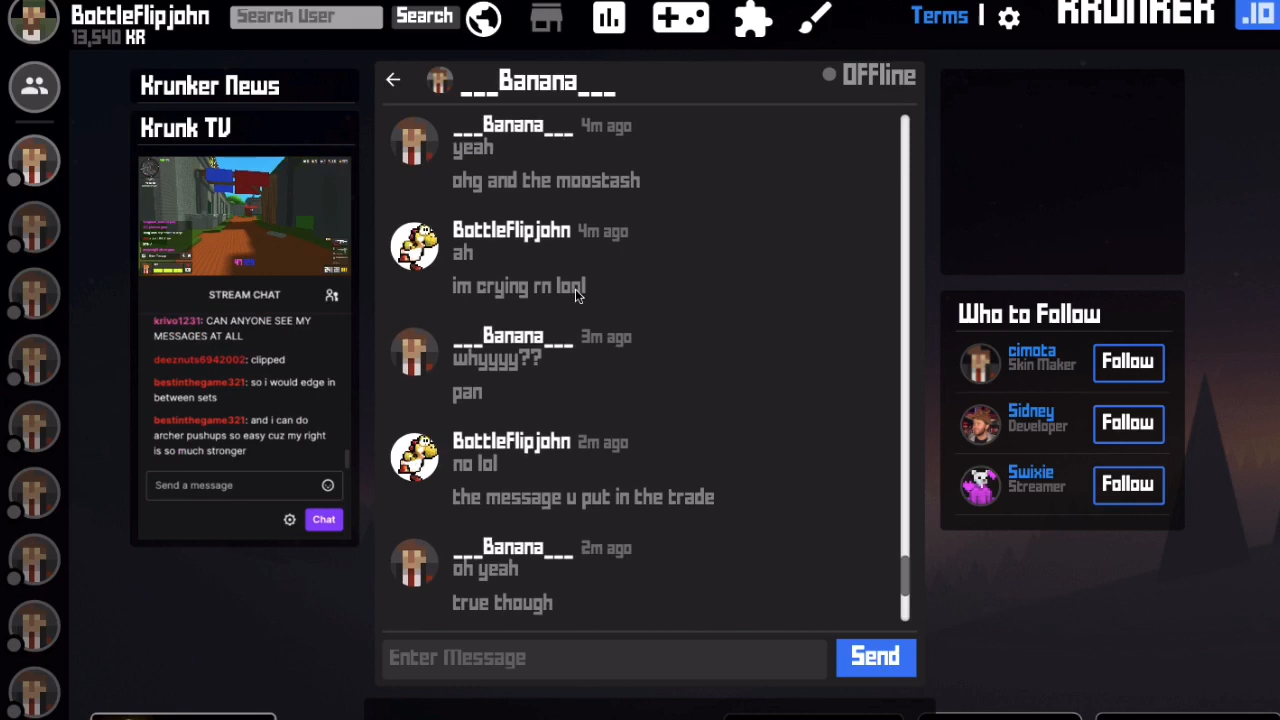 BottleFlipjohn
13,540 KR
Search User
Search
Terms |
KRUNKER
.IO
Krunker News
Krunk TV
STREAM CHAT
krivo1231: CAN ANYONE SEE MY
MESSAGES AT ALL
deeznuts6942002: clipped
bestinthegame321: so i would edge in
between sets
bestinthegame321: and i can do
archer pushups so easy cuz my right
is so much stronger
Send a message
Chat
___Banana___
Offline
___Banana___ 4m ago
yeah
ohg and the moostash
BottleFlipjohn 4m ago
ah
im crying rn lool
___Banana___ 3m ago
whyyyy??
pan
BottleFlipjohn 2m ago
no lol
the message u put in the trade
___Banana___ 2m ago
oh yeah
true though
Enter Message
Send
Who to Follow
cimota
Skin Maker
Follow
Sidney
Developer
Follow
Swixie
Streamer
Follow